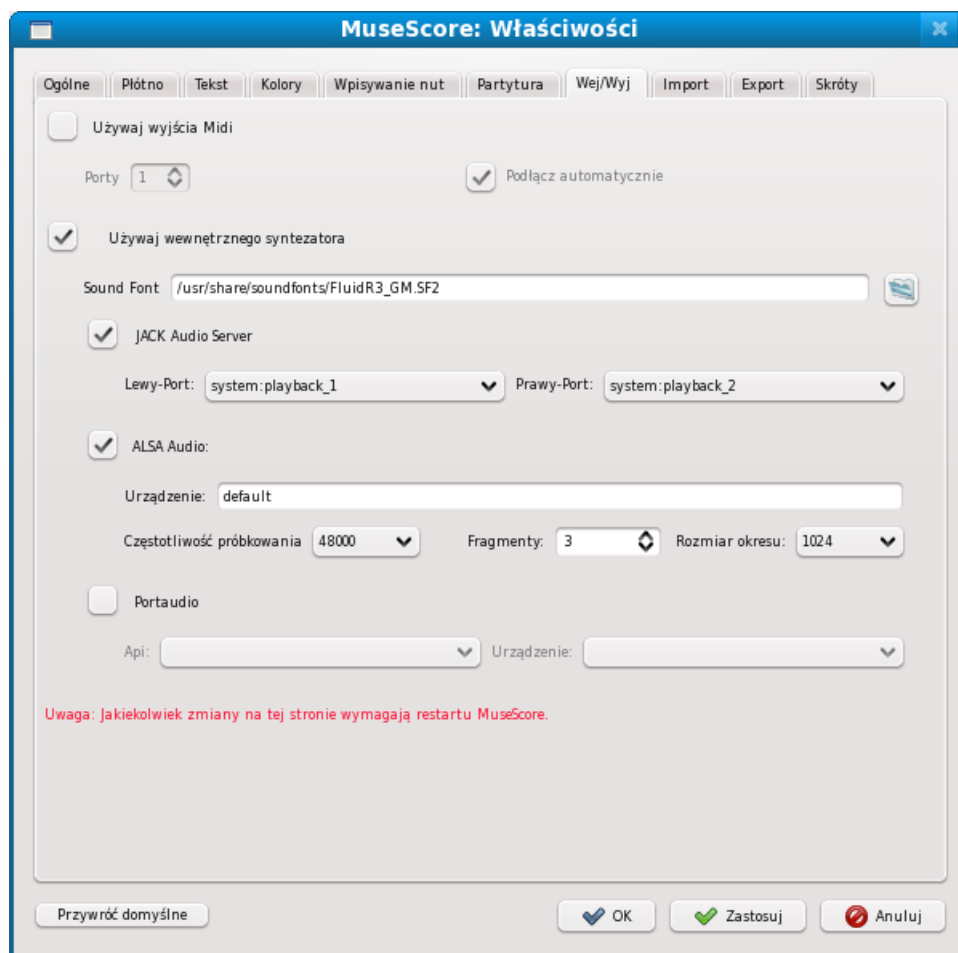 MuseScore: Właściwości
Ogólne Płótno Tekst Kolory Wpisywanie nut Partytura Wej/Wyj Import Export Skróty
Używaj wyjścia Midi
Porty 1 Podłącz automatycznie
Używaj wewnętrznego syntezatora
Sound Font /usr/share/soundfonts/FluidR3_GM.SF2
JACK Audio Server
Lewy-Port: system:playback_1 Prawy-Port: system:playback_2
ALSA Audio:
Urządzenie: default
Częstotliwość próbkowania 48000 Fragmenty: 3 Rozmiar okresu: 1024
Portaudio
Api: Urządzenie:
Uwaga: Jakiekolwiek zmiany na tej stronie wymagają restartu MuseScore.
Przywróć domyślne OK Zastosuj Anuluj